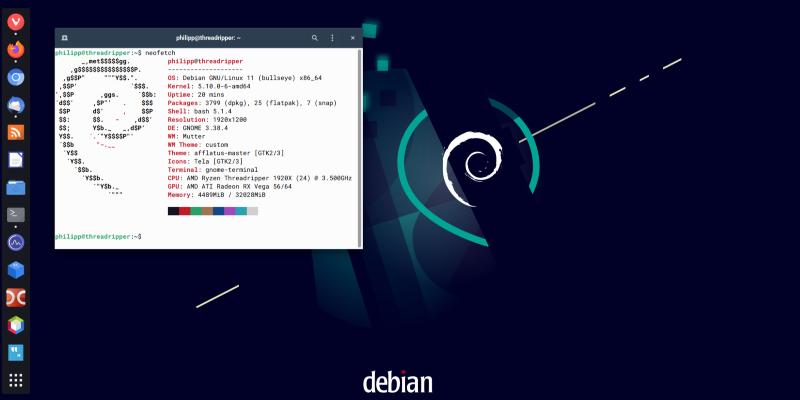 philipp@threadripper: ~
philipp@threadripper:~$ neofetch
philipp@threadripper
--------------------
OS: Debian GNU/Linux 11 (bullseye) x86_64
Kernel: 5.10.0-6-amd64
Uptime: 20 mins
Packages: 3799 (dpkg), 25 (flatpak), 7 (snap)
Shell: bash 5.1.4
Resolution: 1920x1200
DE: GNOME 3.38.4
WM: Mutter
WM Theme: custom
Theme: afflatus-master [GTK2/3]
Icons: Tela [GTK2/3]
Terminal: gnome-terminal
CPU: AMD Ryzen Threadripper 1920X (24) @ 3.500GHz
GPU: AMD ATI Radeon RX Vega 56/64
Memory: 4489MiB / 32028MiB
philipp@threadripper:~$
debian